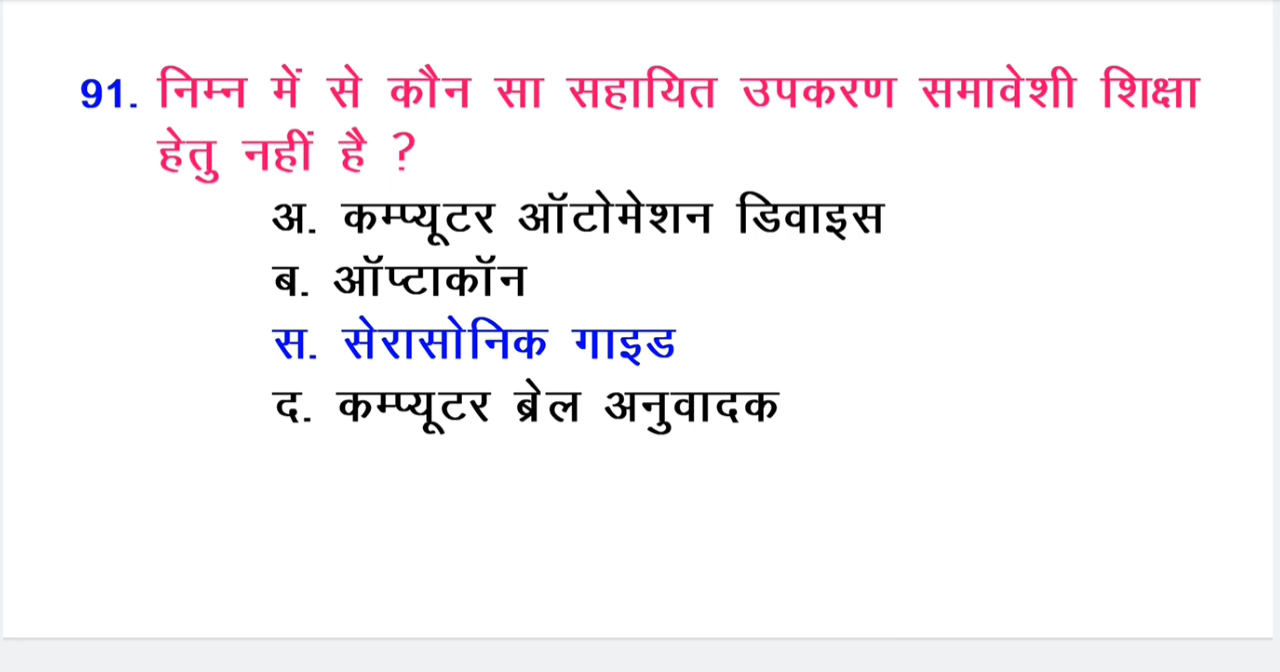 91. निम्न में से कौन सा सहायित उपकरण समावेशी शिक्षा
हेतु नहीं है ?
अ. कम्प्यूटर ऑटोमेशन डिवाइस
ब. ऑप्टाकॉन
स. सेरासोनिक गाइड
द. कम्प्यूटर ब्रेल अनुवादक